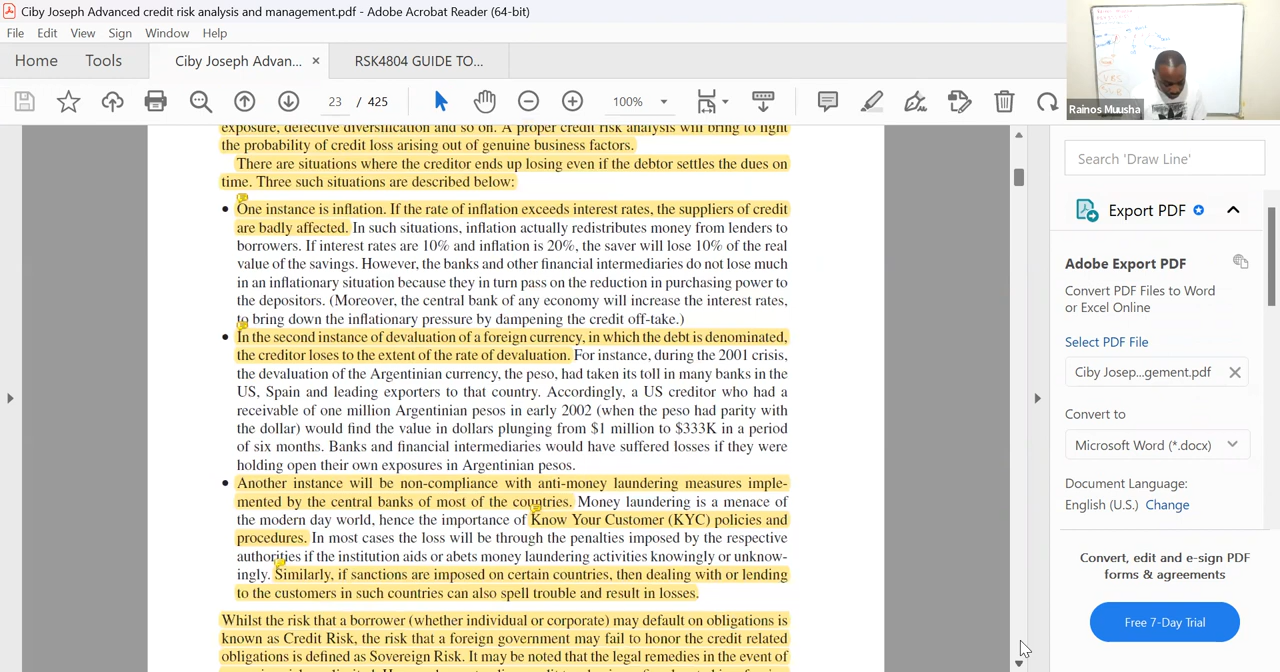 Ciby Joseph Advanced credit risk analysis and management.pdf - Adobe Acrobat Reader (64-bit)
File Edit View Sign Window Help
Home Tools Ciby Joseph Advan... × RSK4804 GUIDE TO...
23 / 425 100%
Rainos Muusha
exposure, defective diversification and so on. A proper credit risk analysis will bring to light
the probability of credit loss arising out of genuine business factors.
There are situations where the creditor ends up losing even if the debtor settles the dues on
time. Three such situations are described below:
• One instance is inflation. If the rate of inflation exceeds interest rates, the suppliers of credit
are badly affected. In such situations, inflation actually redistributes money from lenders to
borrowers. If interest rates are 10% and inflation is 20%, the saver will lose 10% of the real
value of the savings. However, the banks and other financial intermediaries do not lose much
in an inflationary situation because they in turn pass on the reduction in purchasing power to
the depositors. (Moreover, the central bank of any economy will increase the interest rates,
to bring down the inflationary pressure by dampening the credit off-take.)
• In the second instance of devaluation of a foreign currency, in which the debt is denominated,
the creditor loses to the extent of the rate of devaluation. For instance, during the 2001 crisis,
the devaluation of the Argentinian currency, the peso, had taken its toll in many banks in the
US, Spain and leading exporters to that country. Accordingly, a US creditor who had a
receivable of one million Argentinian pesos in early 2002 (when the peso had parity with
the dollar) would find the value in dollars plunging from $1 million to $333K in a period
of six months. Banks and financial intermediaries would have suffered losses if they were
holding open their own exposures in Argentinian pesos.
• Another instance will be non-compliance with anti-money laundering measures imple-
mented by the central banks of most of the countries. Money laundering is a menace of
the modern day world, hence the importance of Know Your Customer (KYC) policies and
procedures. In most cases the loss will be through the penalties imposed by the respective
authorities if the institution aids or abets money laundering activities knowingly or unknow-
ingly. Similarly, if sanctions are imposed on certain countries, then dealing with or lending
to the customers in such countries can also spell trouble and result in losses.
Whilst the risk that a borrower (whether individual or corporate) may default on obligations is
known as Credit Risk, the risk that a foreign government may fail to honor the credit related
obligations is defined as Sovereign Risk. It may be noted that the legal remedies in the event of
Search 'Draw Line'
Export PDF
Adobe Export PDF
Convert PDF Files to Word
or Excel Online
Select PDF File
Ciby Josep...gement.pdf
Convert to
Microsoft Word (*.docx)
Document Language:
English (U.S.) Change
Convert, edit and e-sign PDF
forms & agreements
Free 7-Day Trial